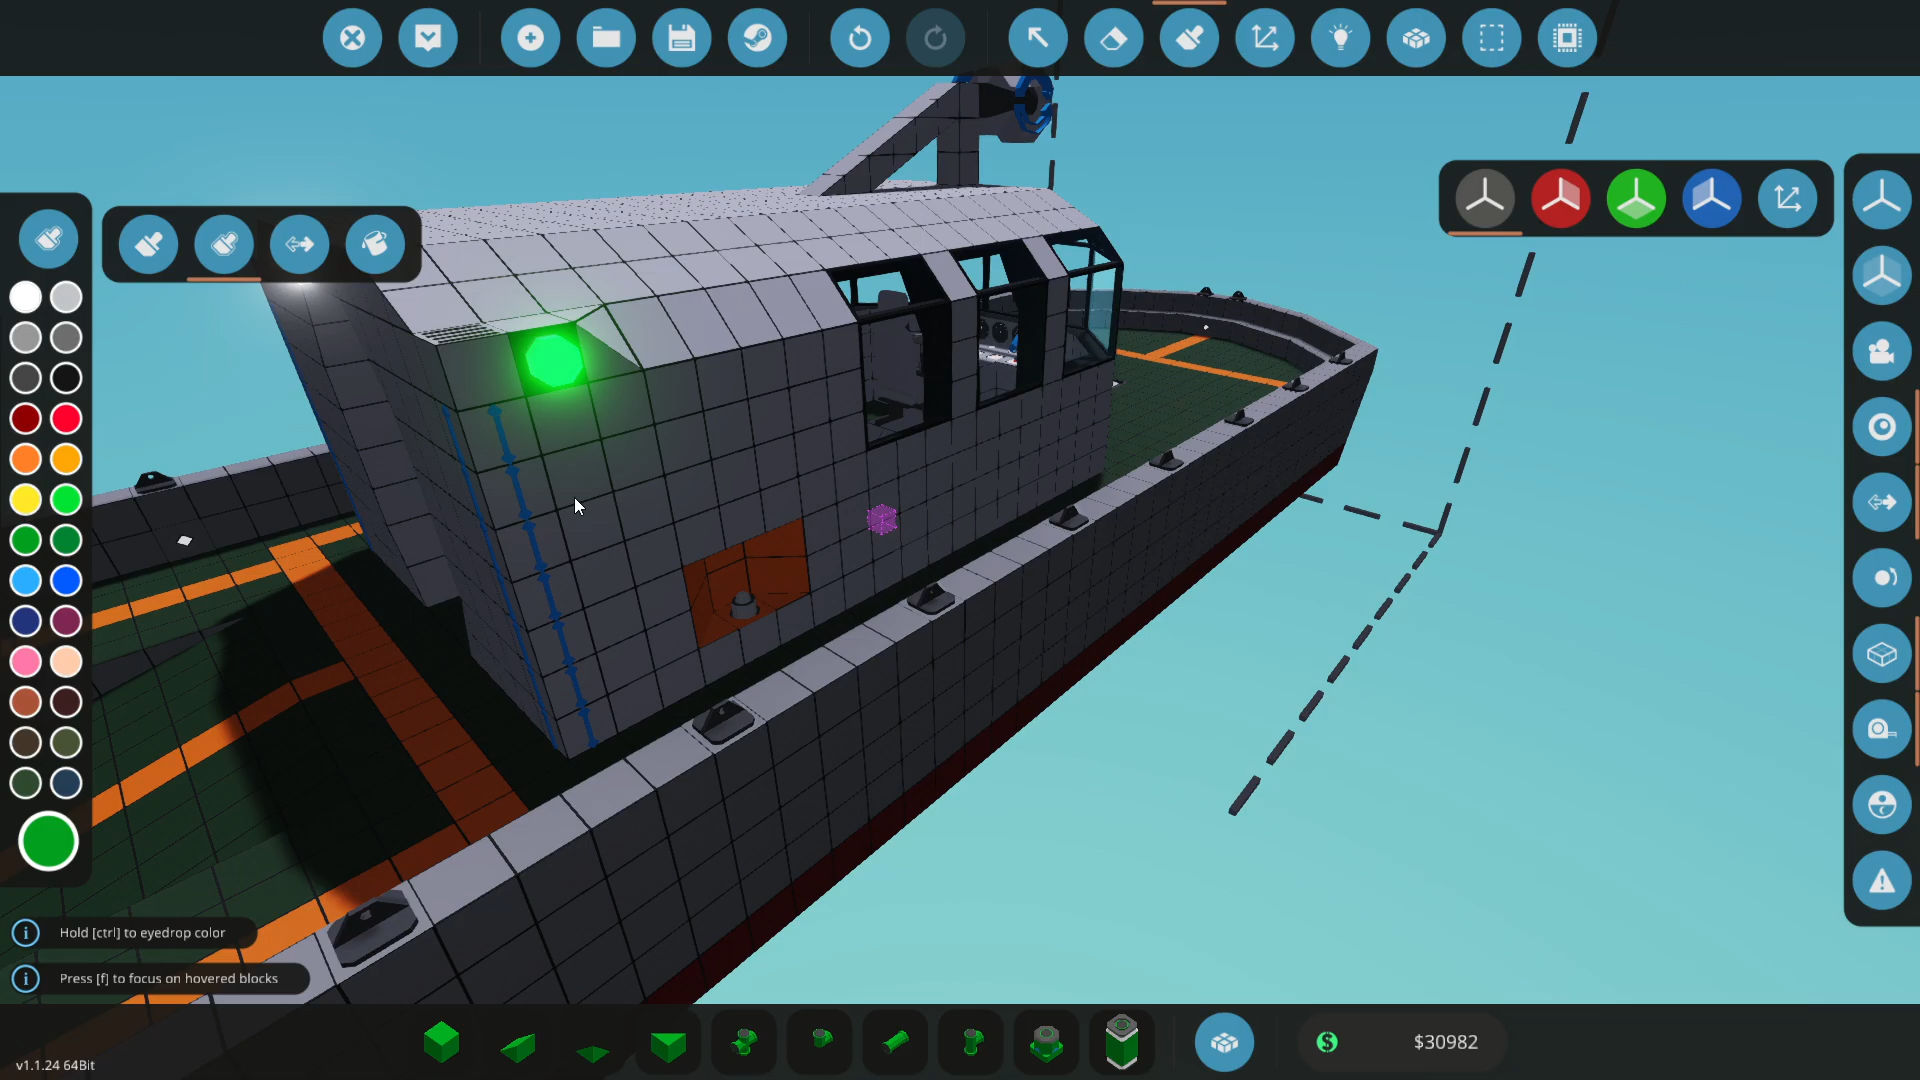 Hold [ctrl] to eyedrop color
Press [f] to focus on hovered blocks
$30982
v1.1.24 64Bit